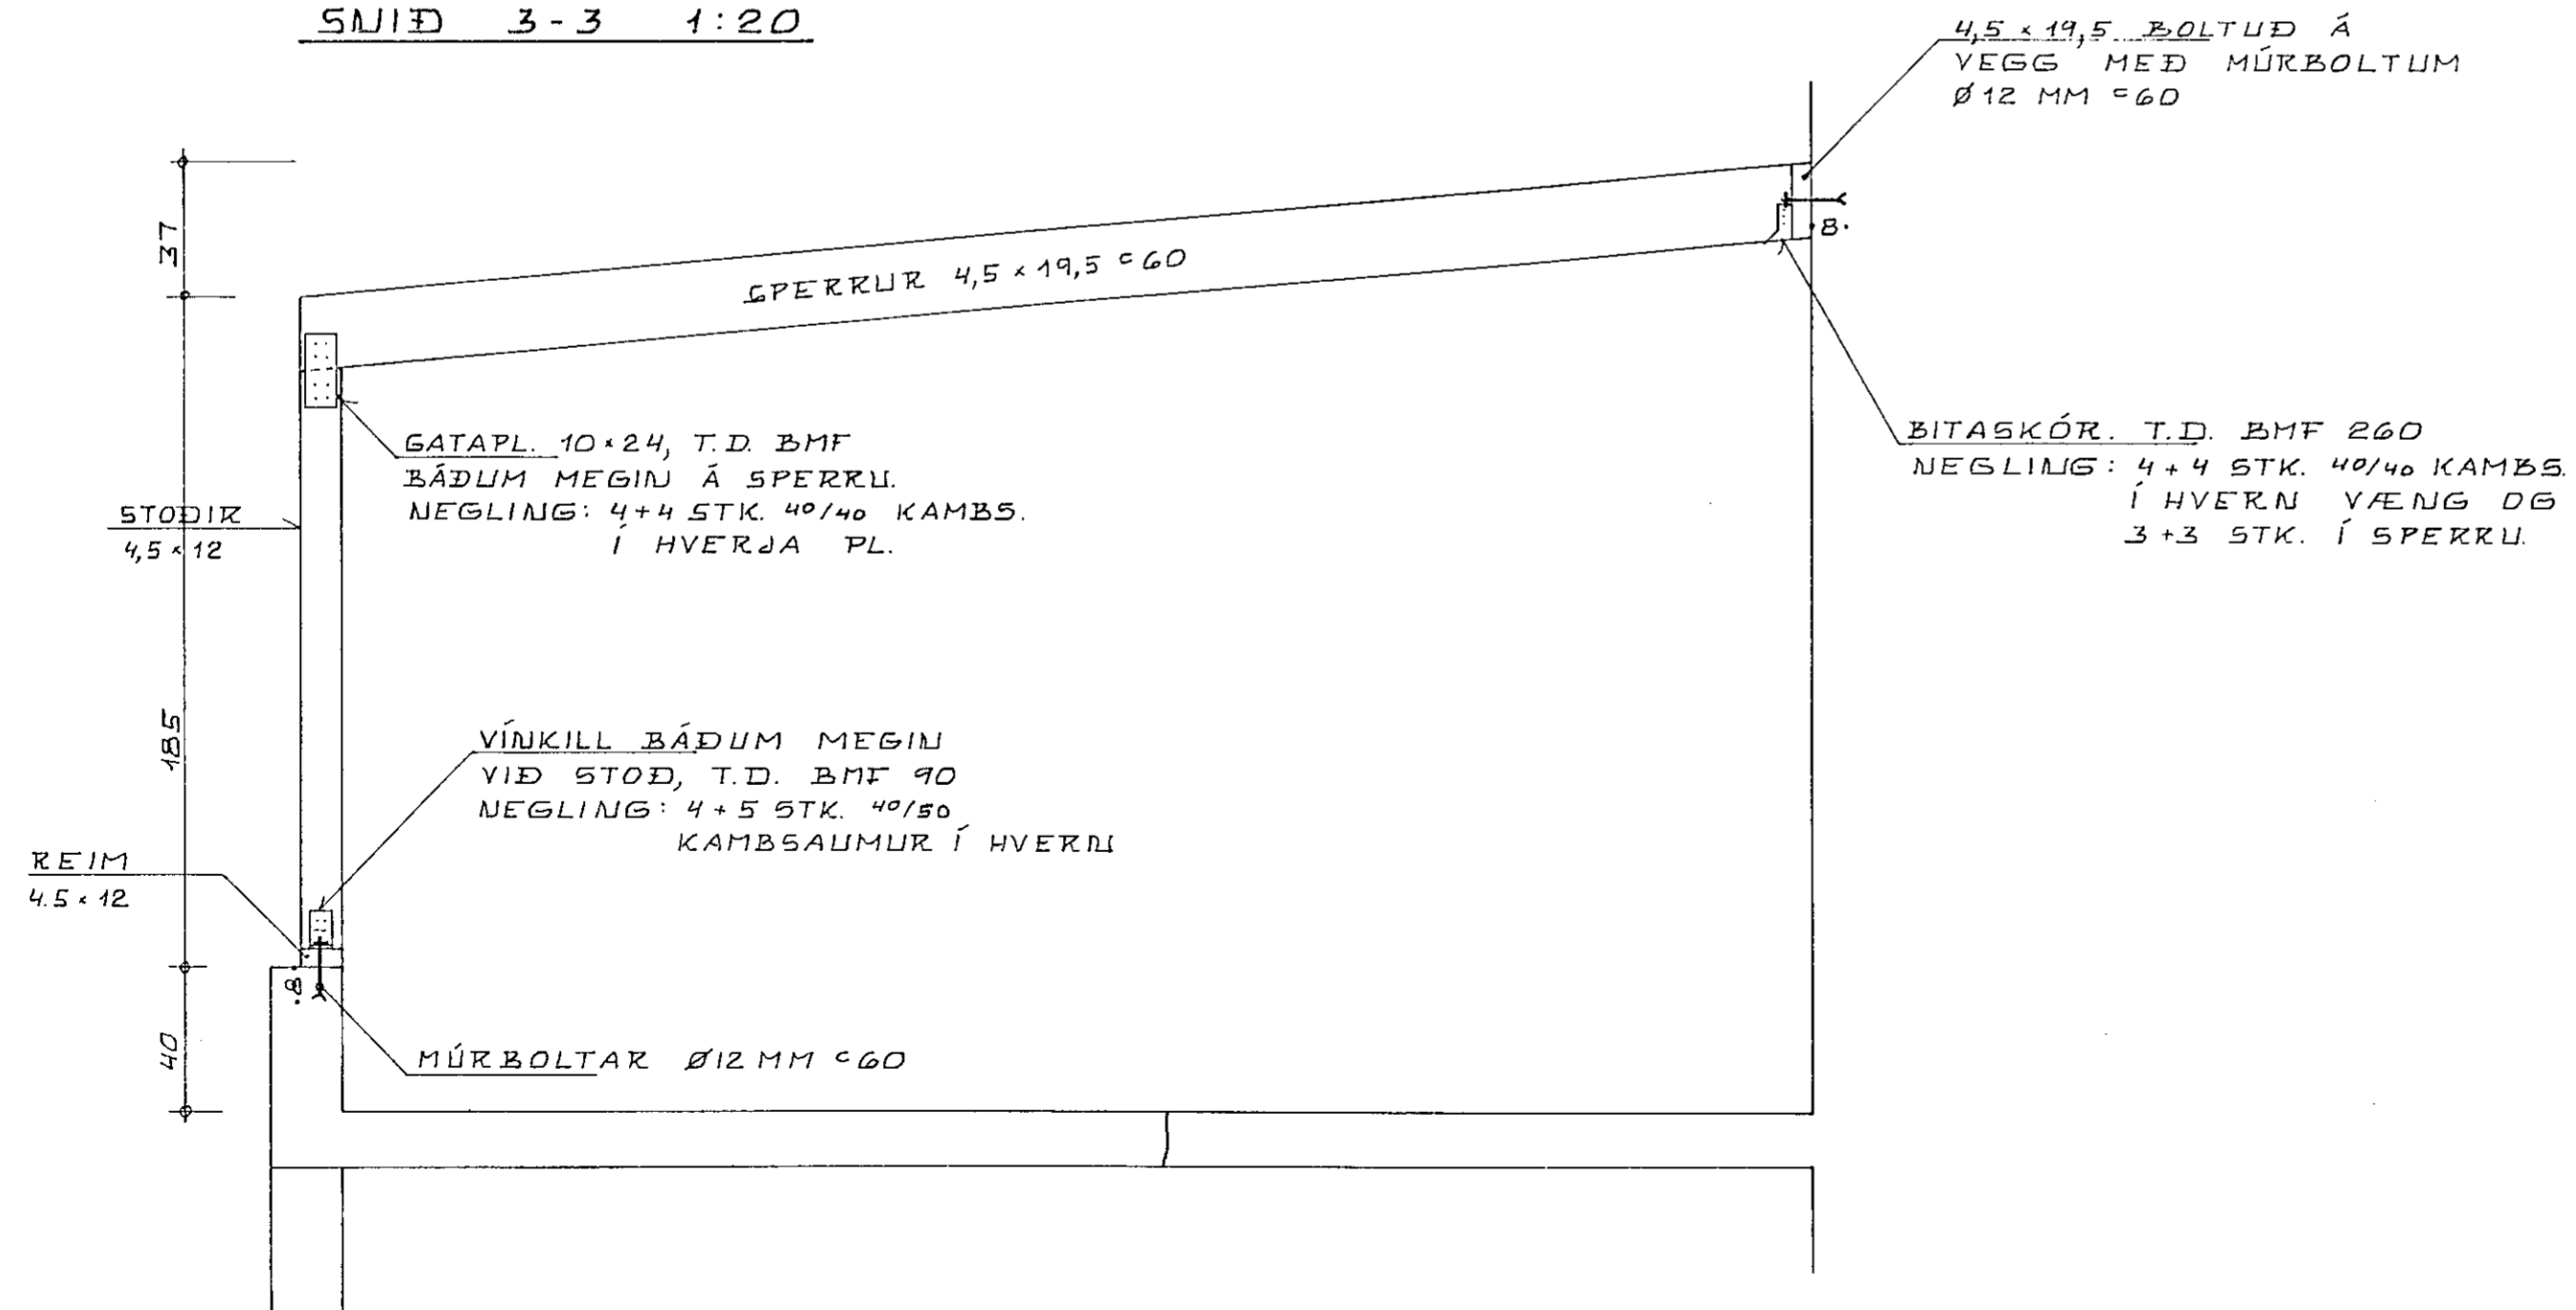 SNIÐ 3-3 1:20
4,5 x 19,5 BOLTUÐ Á
VEGG MEÐ MÚRBOLTUM
Ø12 MM c60
37
.8.
SPERRUR 4,5 x 19,5 c60
GATAPL. 10x24, T.D. BMF
BÁÐUM MEGIN Á SPERRU.
NEGLING: 4+4 STK. 40/40 KAMBS.
Í HVERJA PL.
BITASKÓR. T.D. BMF 260
NEGLING: 4+4 STK. 40/40 KAMBS.
Í HVERN VÆNG OG
3+3 STK. Í SPERRU.
STOÐIR
4,5 x 12
185
VÍNKILL BÁÐUM MEGIN
VIÐ STOÐ, T.D. BMF 90
NEGLING: 4+5 STK. 40/50
KAMBSAUMUR Í HVERN
REIM
4.5 x 12
.8.
40
MÚRBOLTAR Ø12 MM c60